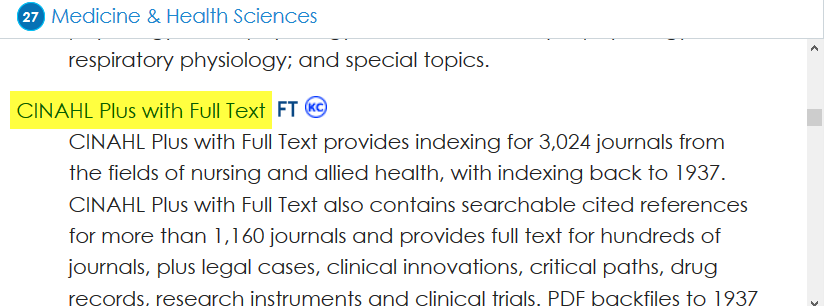 27 Medicine & Health Sciences
respiratory physiology; and special topics.
CINAHL Plus with Full Text FT KC
CINAHL Plus with Full Text provides indexing for 3,024 journals from
the fields of nursing and allied health, with indexing back to 1937.
CINAHL Plus with Full Text also contains searchable cited references
for more than 1,160 journals and provides full text for hundreds of
journals, plus legal cases, clinical innovations, critical paths, drug
records, research instruments and clinical trials. PDF backfiles to 1937